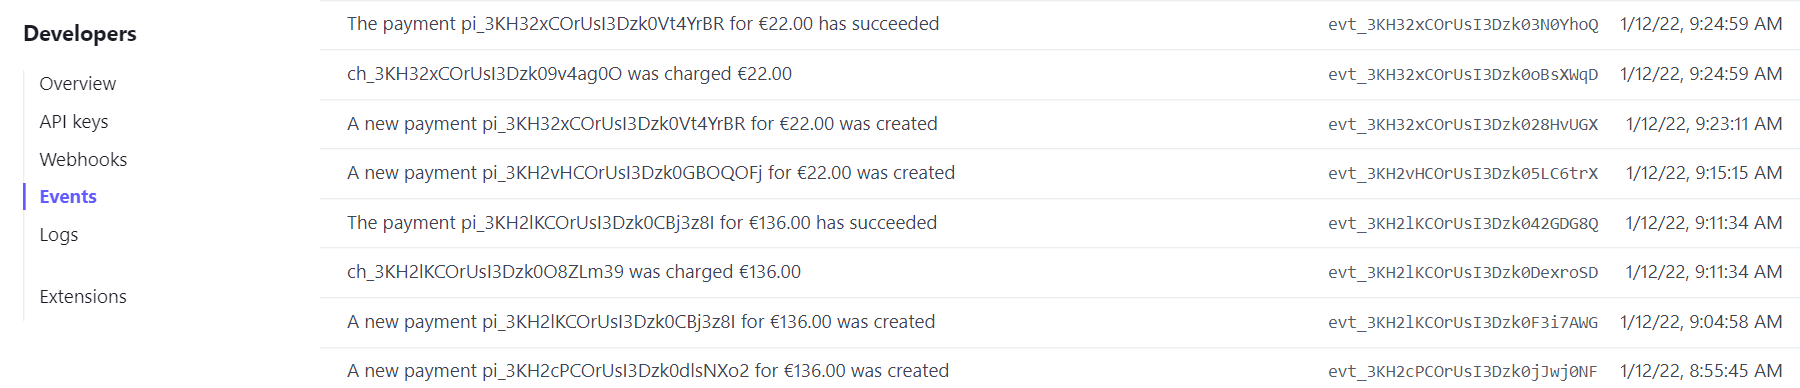 Developers
Overview
API keys
Webhooks
Events
Logs
Extensions
The payment pi_3KH32xCOrUsI3Dzk0Vt4YrBR for €22.00 has succeeded evt_3KH32xCOrUsI3Dzk03N0YhoQ 1/12/22, 9:24:59 AM
ch_3KH32xCOrUsI3Dzk09v4ag0O was charged €22.00 evt_3KH32xCOrUsI3Dzk0oBsXWqD 1/12/22, 9:24:59 AM
A new payment pi_3KH32xCOrUsI3Dzk0Vt4YrBR for €22.00 was created evt_3KH32xCOrUsI3Dzk028HvUGX 1/12/22, 9:23:11 AM
A new payment pi_3KH2vHCOrUsI3Dzk0GBOQOFj for €22.00 was created evt_3KH2vHCOrUsI3Dzk05LC6trX 1/12/22, 9:15:15 AM
The payment pi_3KH2lKCOrUsI3Dzk0CBj3z8I for €136.00 has succeeded evt_3KH2lKCOrUsI3Dzk042GDG8Q 1/12/22, 9:11:34 AM
ch_3KH2lKCOrUsI3Dzk0O8ZLm39 was charged €136.00 evt_3KH2lKCOrUsI3Dzk0DexroSD 1/12/22, 9:11:34 AM
A new payment pi_3KH2lKCOrUsI3Dzk0CBj3z8I for €136.00 was created evt_3KH2lKCOrUsI3Dzk0F3i7AWG 1/12/22, 9:04:58 AM
A new payment pi_3KH2cPCOrUsI3Dzk0dlsNXo2 for €136.00 was created evt_3KH2cPCOrUsI3Dzk0jJwj0NF 1/12/22, 8:55:45 AM